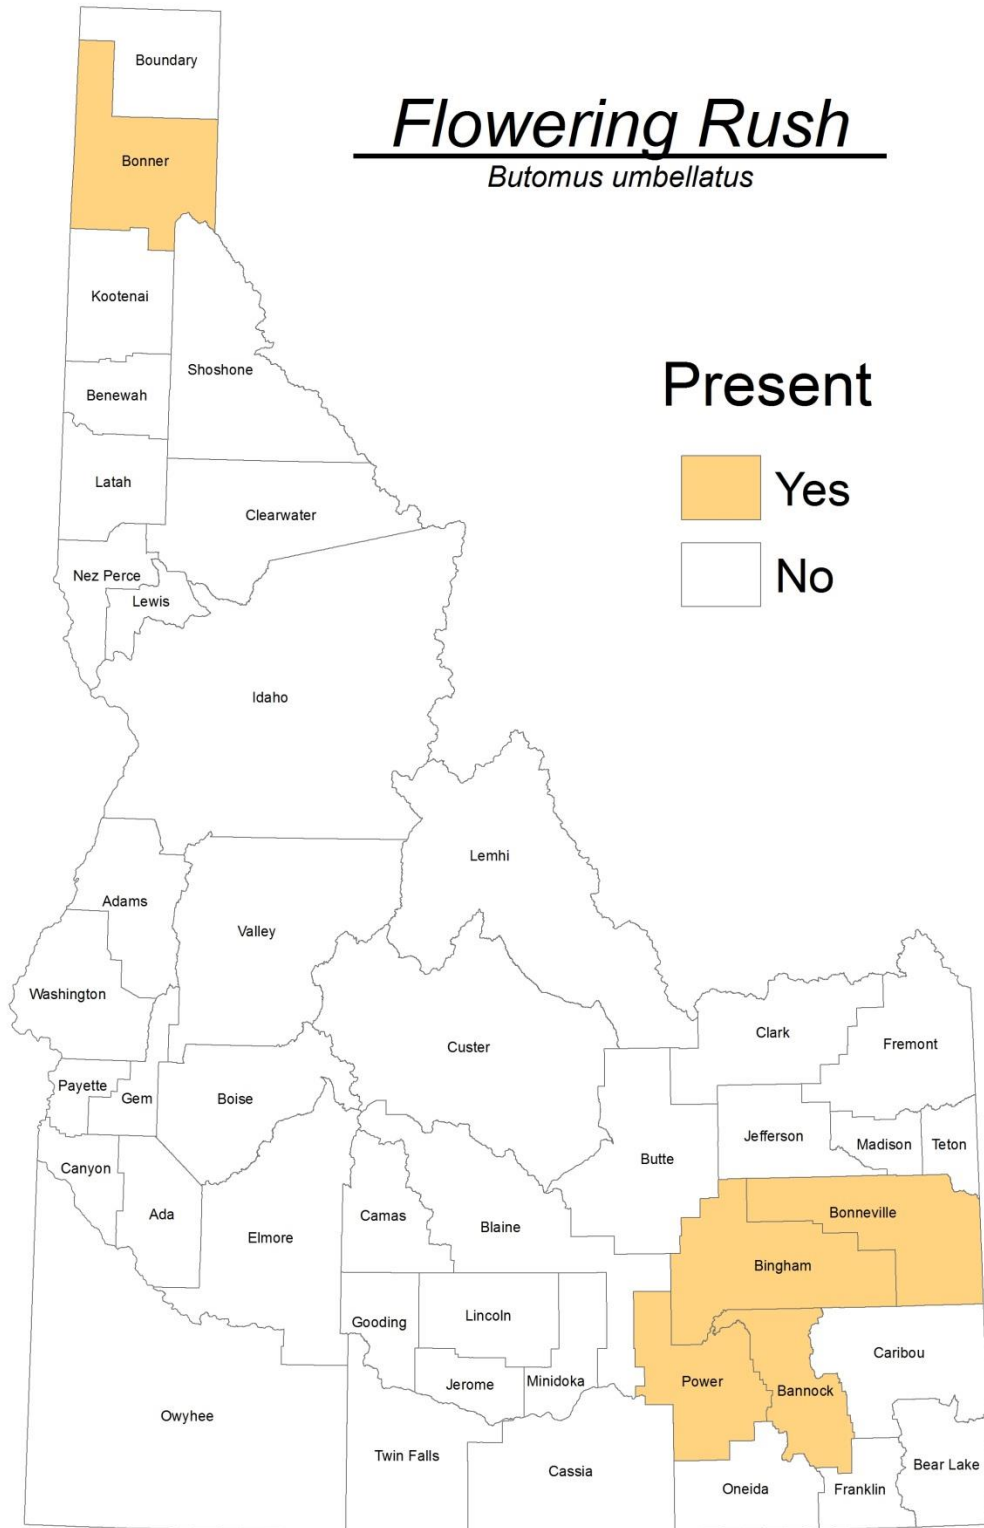 Boundary
Flowering Rush
Bonner
Butomus umbellatus
Kootenai
Shoshone
Present
Benewah
Latah
Yes
Clearwater
Nez Perce
No
Lewis
Idaho
Lemhi
Adams
Valley
Washington
Clark
Custer
Fremont
Payette
Gem
Boise
Jefferson
Madison
Teton
Butte
Canyon
Ada
Camas
Blaine
Bonneville
Elmore
Bingham
Gooding
Lincoln
Caribou
Power
Jerome
Minidoka
Bannock
Owyhee
Twin Falls
Cassia
Bear Lake
Oneida
Franklin